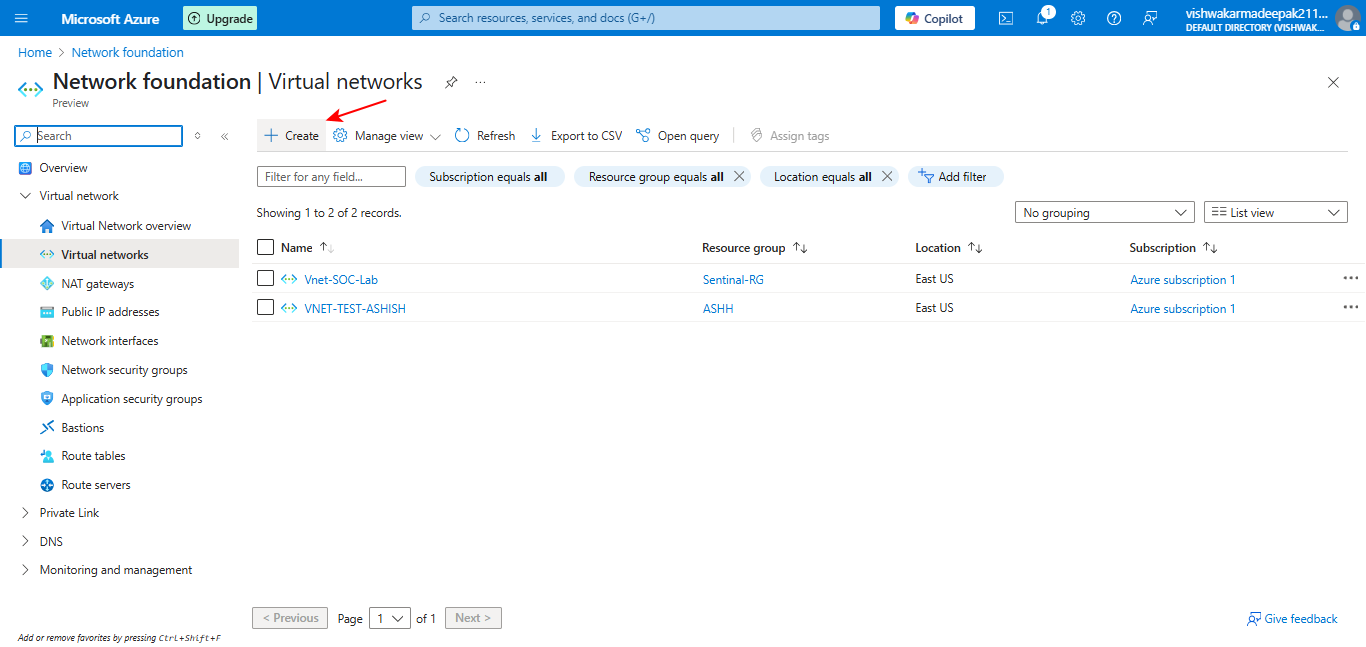 Microsoft Azure
Upgrade
Search resources, services, and docs (G+/)
Copilot
1
vishwakarmadeepak211...
DEFAULT DIRECTORY (VISHWAK...
Home > Network foundation
Network foundation | Virtual networks
...
Preview
Search
Create
Manage view
Refresh
Export to CSV
Open query
Assign tags
Overview
Virtual network
Virtual Network overview
Virtual networks
NAT gateways
Public IP addresses
Network interfaces
Network security groups
Application security groups
Bastions
Route tables
Route servers
Private Link
DNS
Monitoring and management
Add or remove favorites by pressing Ctrl+Shift+F
Filter for any field...
Subscription equals all
Resource group equals all
Location equals all
Add filter
Showing 1 to 2 of 2 records.
No grouping
List view
Name Resource group Location Subscription
Vnet-SOC-Lab Sentinal-RG East US Azure subscription 1
VNET-TEST-ASHISH ASHH East US Azure subscription 1
< Previous Page 1 of 1 Next >
Give feedback